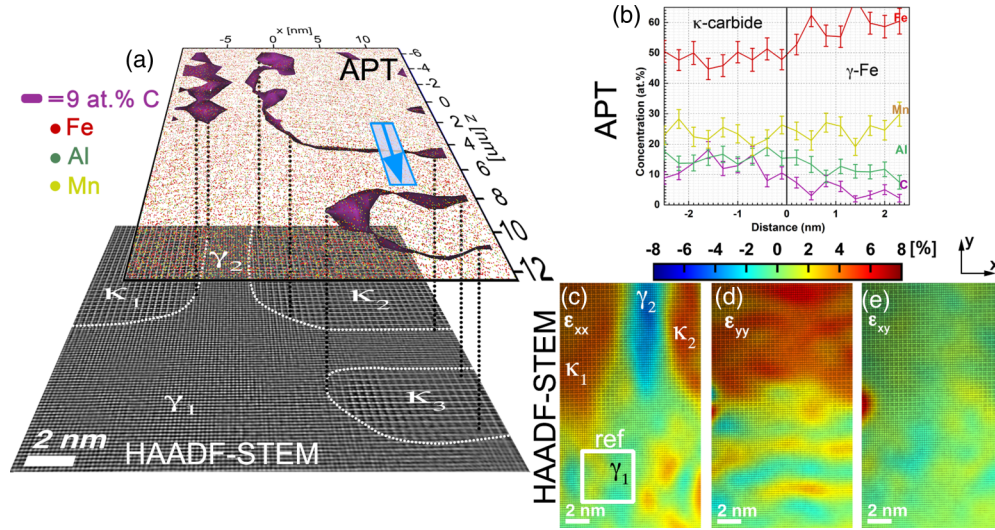 (a)
x [nm]
-5 0 5 10
APT
-6
-4
-2
0
2
4
6
8
10
12
z [nm]
= 9 at.% C
Fe
Al
Mn
γ2
κ1
κ2
κ3
γ1
2 nm
HAADF-STEM
(b)
APT
κ-carbide
γ-Fe
Fe
Mn
Al
C
Concentration (at.%)
60
50
40
30
20
10
0
-2 -1 0 1 2
Distance (nm)
-8 -6 -4 -2 0 2 4 6 8 [%]
y
x
HAADF-STEM
(c)
εxx
γ2
κ2
κ1
ref
γ1
2 nm
(d)
εyy
2 nm
(e)
εxy
2 nm